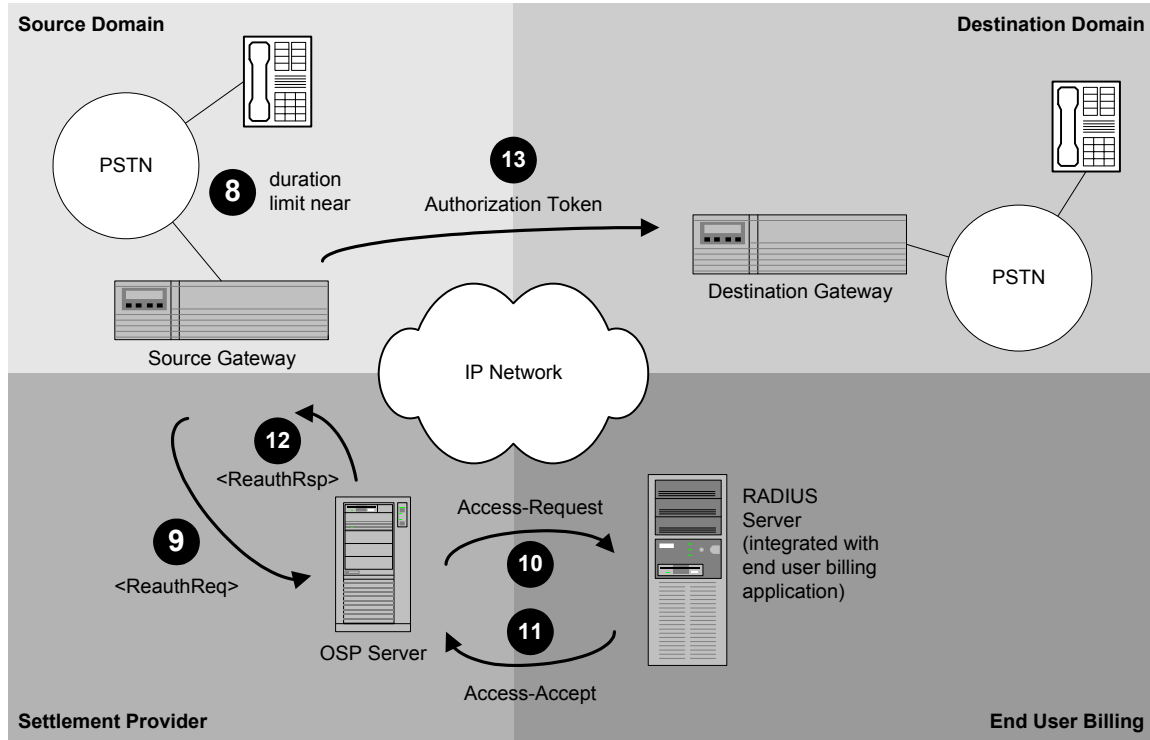 Source Domain
Destination Domain
PSTN
8
duration
limit near
13
Authorization Token
PSTN
Destination Gateway
Source Gateway
IP Network
12
<ReauthRsp>
9
<ReauthReq>
Access-Request
10
11
Access-Accept
OSP Server
RADIUS
Server
(integrated with
end user billing
application)
Settlement Provider
End User Billing